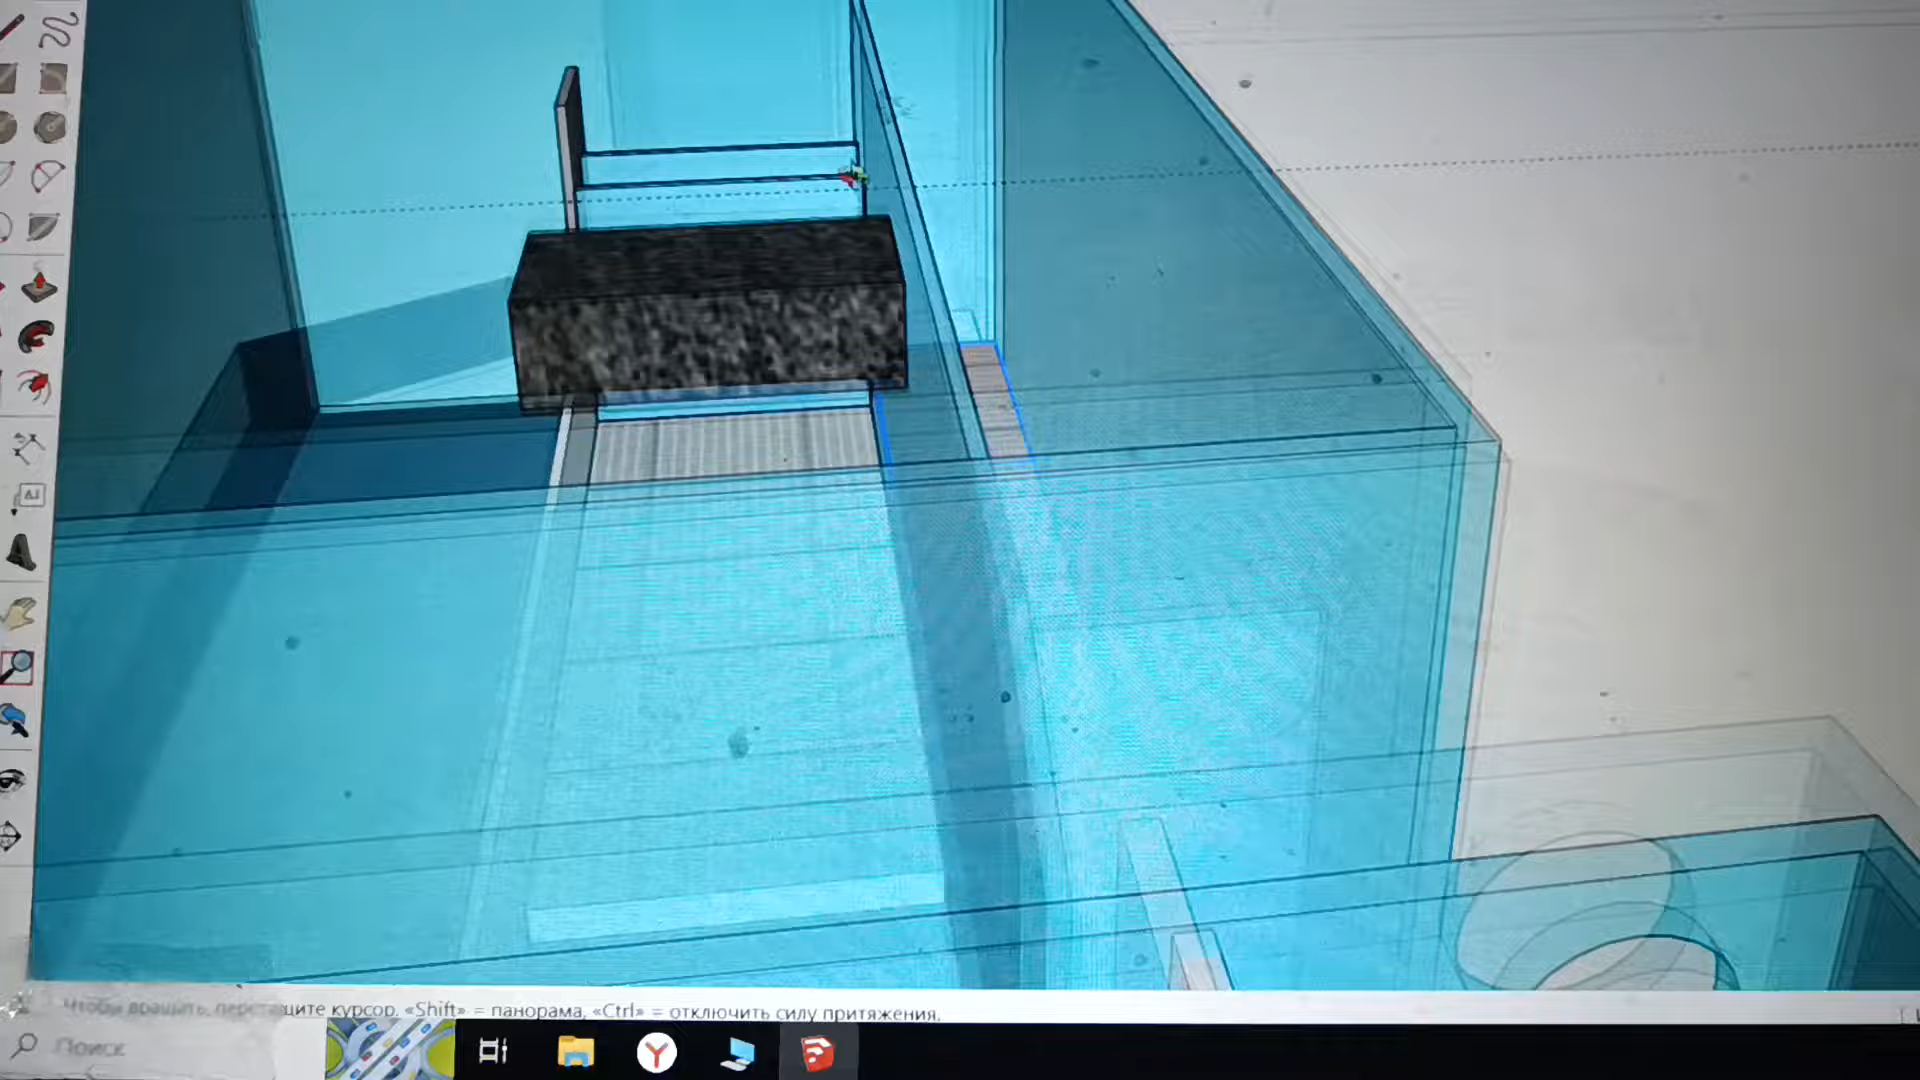 Чтобы вращать, перетащите курсор. «Shift» = панорама, «Ctrl» = отключить силу притяжения.
Поиск